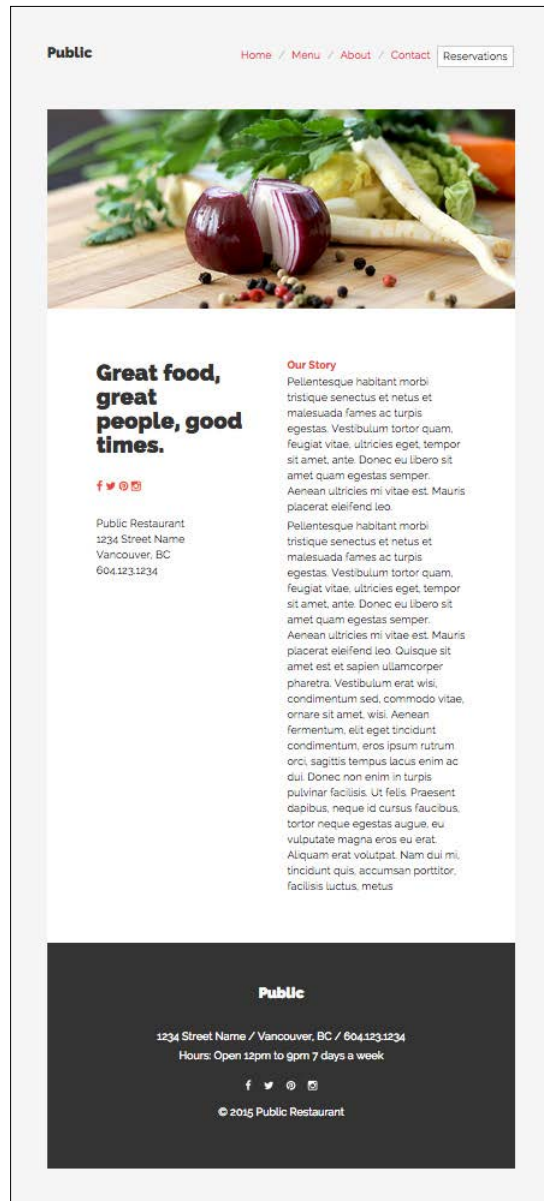 Public
Home / Menu / About / Contact Reservations
Great food,
great
people, good
times.
Public Restaurant
1234 Street Name
Vancouver, BC
604.123.1234
Our Story
Pellentesque habitant morbi
tristique senectus et netus et
malesuada fames ac turpis
egestas. Vestibulum tortor quam,
feugiat vitae, ultricies eget, tempor
sit amet, ante. Donec eu libero sit
amet quam egestas semper.
Aenean ultricies mi vitae est. Mauris
placerat eleifend leo.
Pellentesque habitant morbi
tristique senectus et netus et
malesuada fames ac turpis
egestas. Vestibulum tortor quam,
feugiat vitae, ultricies eget, tempor
sit amet, ante. Donec eu libero sit
amet quam egestas semper.
Aenean ultricies mi vitae est. Mauris
placerat eleifend leo. Quisque sit
amet est et sapien ullamcorper
pharetra. Vestibulum erat wisi,
condimentum sed, commodo vitae,
ornare sit amet, wisi. Aenean
fermentum, elit eget tincidunt
condimentum, eros ipsum rutrum
orci, sagittis tempus lacus enim ac
dui. Donec non enim in turpis
pulvinar facilisis. Ut felis. Praesent
dapibus, neque id cursus faucibus,
tortor neque egestas augue, eu
vulputate magna eros eu erat.
Aliquam erat volutpat. Nam dui mi,
tincidunt quis, accumsan porttitor,
facilisis luctus, metus
Public
1234 Street Name / Vancouver, BC / 604.123.1234
Hours: Open 12pm to 9pm 7 days a week
© 2015 Public Restaurant